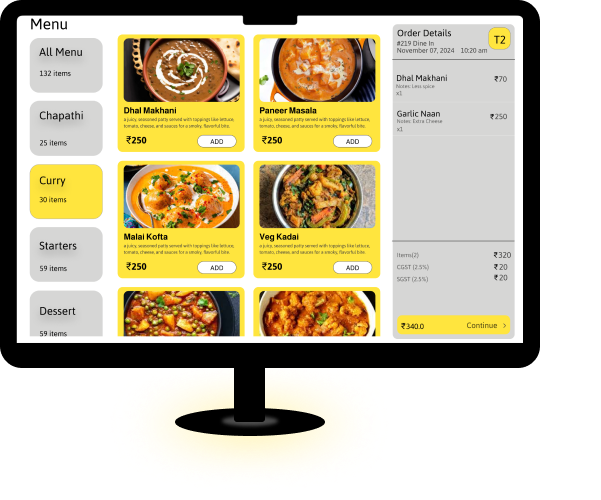 Menu
All Menu
132 items
Chapathi
25 items
Curry
30 items
Starters
59 items
Dessert
59 items
Dhal Makhani
a juicy, seasoned patty served with toppings like lettuce,
tomato, cheese, and sauces for a smoky, flavorful bite.
₹250
ADD
Paneer Masala
a juicy, seasoned patty served with toppings like lettuce,
tomato, cheese, and sauces for a smoky, flavorful bite.
₹250
ADD
Malai Kofta
a juicy, seasoned patty served with toppings like lettuce,
tomato, cheese, and sauces for a smoky, flavorful bite.
₹250
ADD
Veg Kadai
a juicy, seasoned patty served with toppings like lettuce,
tomato, cheese, and sauces for a smoky, flavorful bite.
₹250
ADD
Order Details
#219 Dine In
November 07, 2024 10:20 am
T2
Dhal Makhani ₹70
Notes: Less spice
x1
Garlic Naan ₹250
Notes: Extra Cheese
x1
Items(2) ₹320
CGST (2.5%) ₹20
SGST (2.5%) ₹20
₹340.0 Continue >